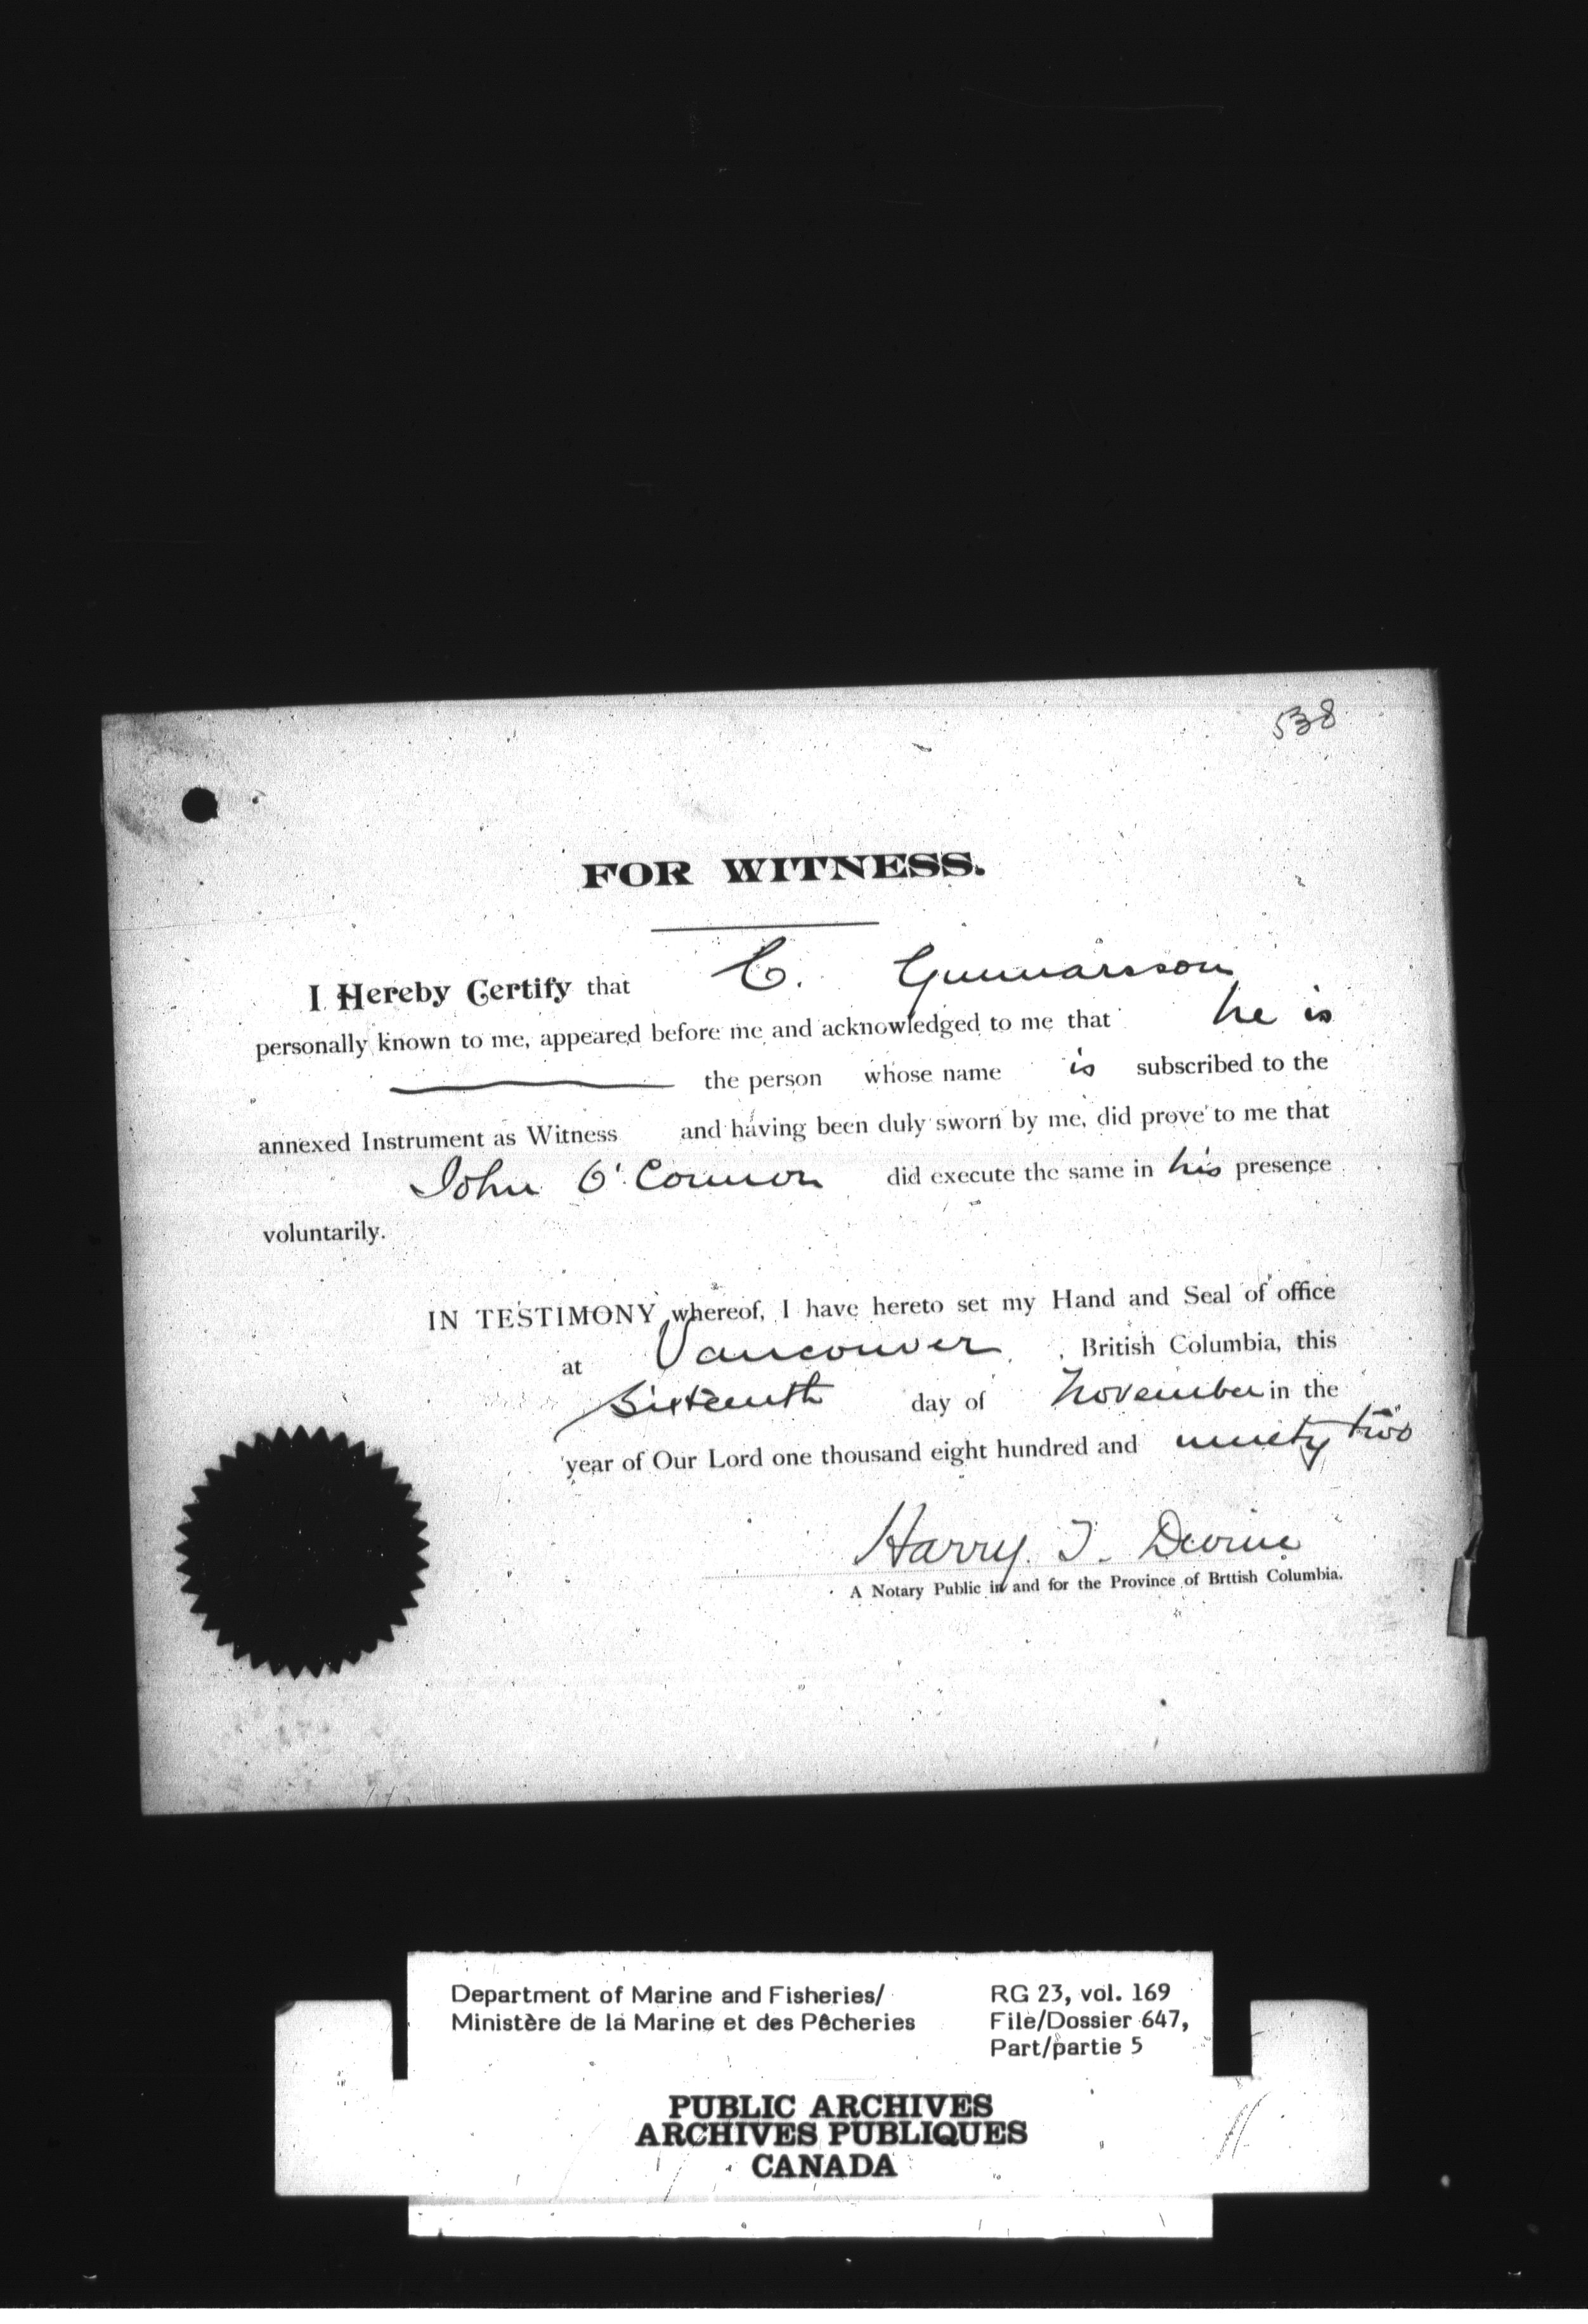 538
FOR WITNESS.
I Hereby Certify that C. Gunnarsson
personally known to me, appeared before me and acknowledged to me that he is
the person whose name is subscribed to the
annexed Instrument as Witness and having been duly sworn by me, did prove to me that
John O'Connor did execute the same in his presence
voluntarily.
IN TESTIMONY whereof, I have hereto set my Hand and Seal of office
at Vancouver, British Columbia, this
Sixteenth day of November in the
year of Our Lord one thousand eight hundred and ninety two
Harry T. Devine
A Notary Public in and for the Province of Brttish Columbia.
Department of Marine and Fisheries/
Ministère de la Marine et des Pêcheries
RG 23, vol. 169
File/Dossier 647,
Part/partie 5
PUBLIC ARCHIVES
ARCHIVES PUBLIQUES
CANADA